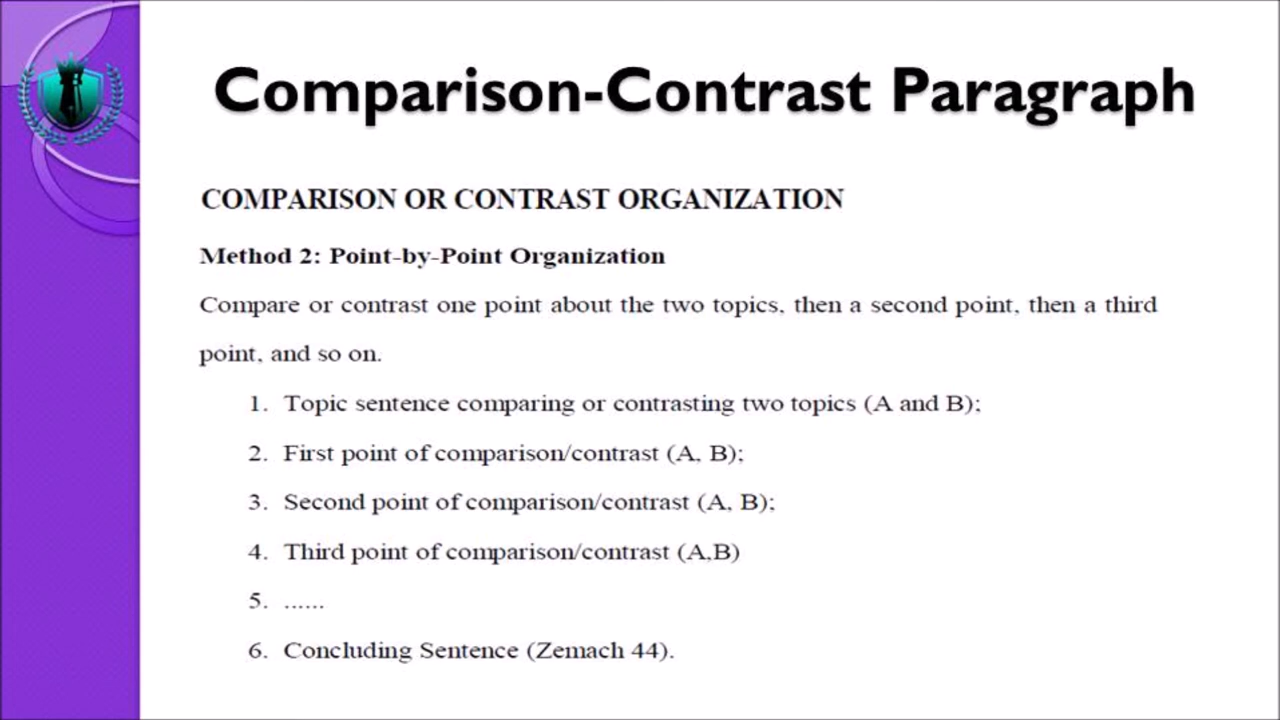 Comparison-Contrast Paragraph
COMPARISON OR CONTRAST ORGANIZATION
Method 2: Point-by-Point Organization
Compare or contrast one point about the two topics, then a second point, then a third
point, and so on.
1. Topic sentence comparing or contrasting two topics (A and B);
2. First point of comparison/contrast (A, B);
3. Second point of comparison/contrast (A, B);
4. Third point of comparison/contrast (A,B)
5. ......
6. Concluding Sentence (Zemach 44).